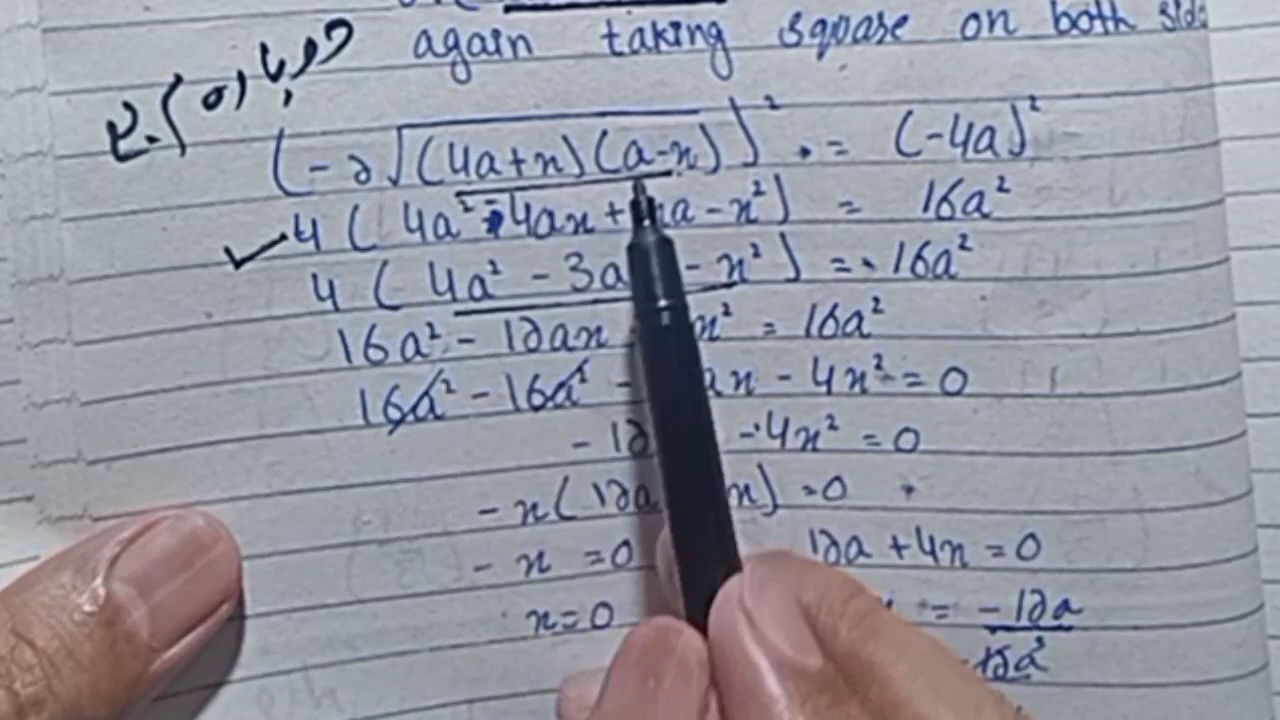 again taking square on both side
دوبارہ
(-2√(4a+x)(a-x))² = (-4a)²
4 ( 4a² - 4ax + a - x² ) = 16a²
4 ( 4a² - 3a - x² ) = 16a²
16a² - 12ax x² = 16a²
16a² - 16a² - ax - 4x² = 0
- 12 - 4x² = 0
- x ( 12a x ) = 0
- x = 0 12a + 4x = 0
x = 0 = -12a